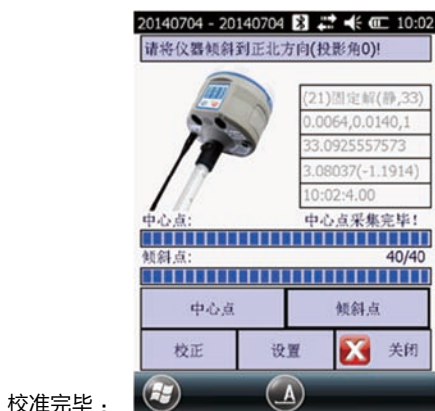 20140704 - 20140704 10:02
请将仪器倾斜到正北方向(投影角0)!
(21)固定解(静,33)
0.0064,0.0140,1
33.0925557573
3.08037(-1.1914)
10:02:4.00
中心点: 中心点采集完毕!
倾斜点: 40/40
中心点 倾斜点
校正 设置 关闭
A
校准完毕: